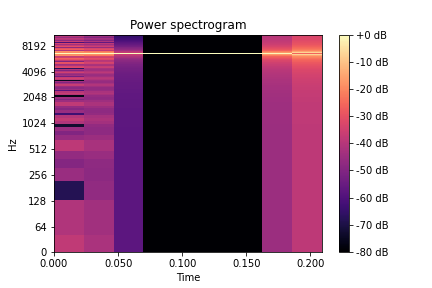 Power spectrogram
Hz
8192
4096
2048
1024
512
256
128
64
0
0.000
0.050
0.100
0.150
0.200
Time
+0 dB
-10 dB
-20 dB
-30 dB
-40 dB
-50 dB
-60 dB
-70 dB
-80 dB